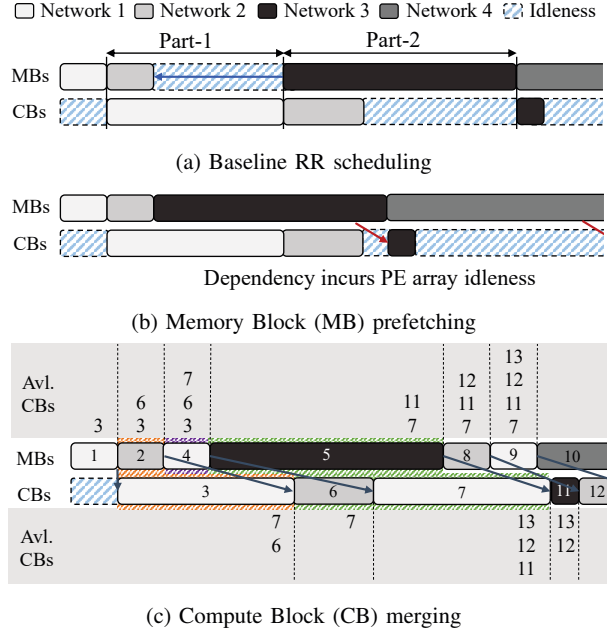 Network 1 Network 2 Network 3 Network 4 Idleness
Part-1 Part-2
MBs
CBs
(a) Baseline RR scheduling
MBs
CBs
Dependency incurs PE array idleness
(b) Memory Block (MB) prefetching
13
7 12 13
Avl. 6 6 11 12 11 12
CBs 3 3 3 7 7 11 7
MBs 1 2 4 5 8 9 10
CBs 3 6 7 11 12
Avl. 7 7 13 13
CBs 6 12 12
11
(c) Compute Block (CB) merging